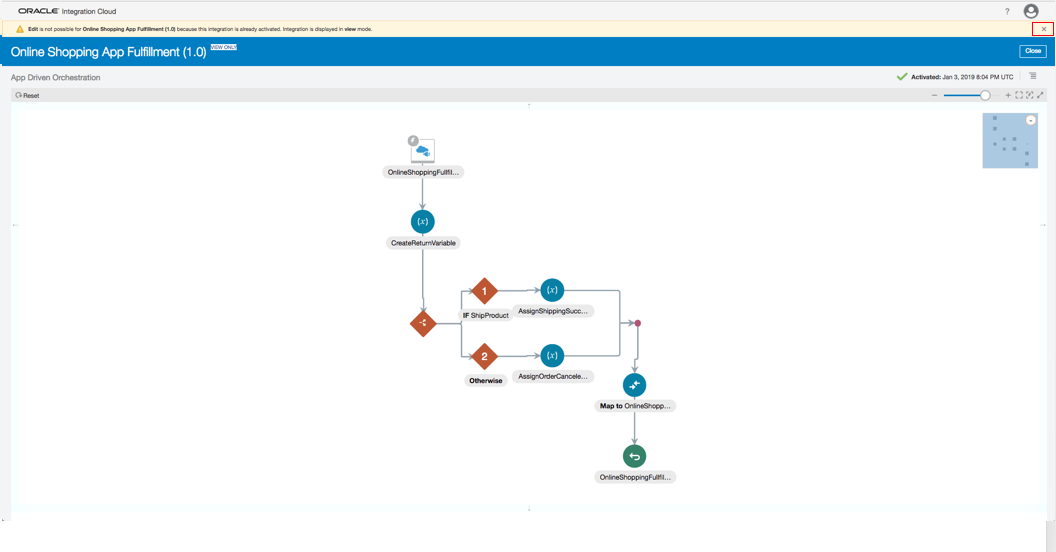 ORACLE Integration Cloud
?
Edit is not possible for Online Shopping App Fulfillment (1.0) because this integration is already activated. Integration is displayed in view mode.
Online Shopping App Fulfillment (1.0) VIEW ONLY
Close
App Driven Orchestration
Activated: Jan 3, 2019 8:04 PM UTC
Reset
OnlineShoppingFullfil...
(x)
CreateReturnVariable
1
(x)
IF ShipProduct
AssignShippingSucc...
2
(x)
Otherwise
AssignOrderCancele...
Map to OnlineShopp...
OnlineShoppingFullfil...